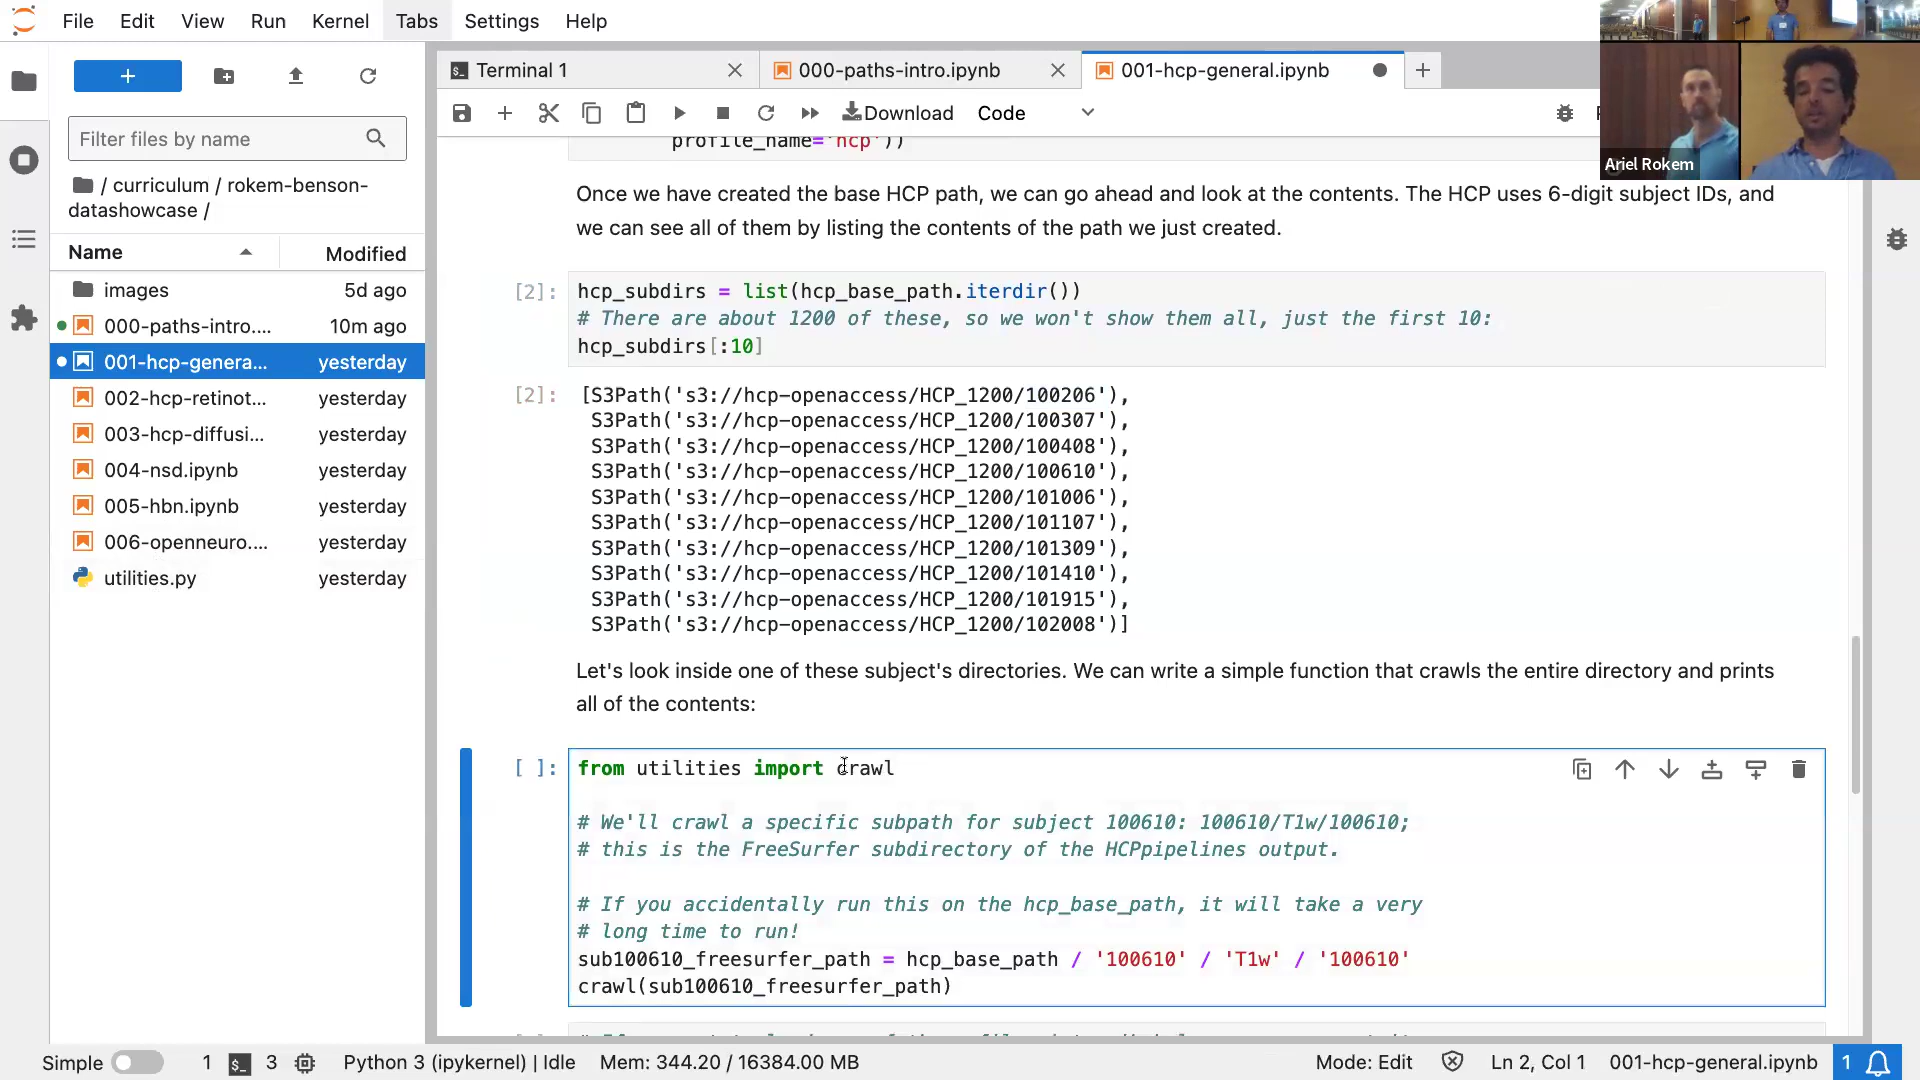 File Edit View Run Kernel Tabs Settings Help
Filter files by name
/ curriculum / rokem-benson-
datashowcase /
Name Modified
images 5d ago
000-paths-intro.... 10m ago
001-hcp-genera... yesterday
002-hcp-retinot... yesterday
003-hcp-diffusi... yesterday
004-nsd.ipynb yesterday
005-hbn.ipynb yesterday
006-openneuro.... yesterday
utilities.py yesterday
Terminal 1
000-paths-intro.ipynb
001-hcp-general.ipynb
Download Code
Ariel Rokem
profile_name='hcp'))
Once we have created the base HCP path, we can go ahead and look at the contents. The HCP uses 6-digit subject IDs, and
we can see all of them by listing the contents of the path we just created.
[2]: hcp_subdirs = list(hcp_base_path.iterdir())
# There are about 1200 of these, so we won't show them all, just the first 10:
hcp_subdirs[:10]
[2]: [S3Path('s3://hcp-openaccess/HCP_1200/100206'),
S3Path('s3://hcp-openaccess/HCP_1200/100307'),
S3Path('s3://hcp-openaccess/HCP_1200/100408'),
S3Path('s3://hcp-openaccess/HCP_1200/100610'),
S3Path('s3://hcp-openaccess/HCP_1200/101006'),
S3Path('s3://hcp-openaccess/HCP_1200/101107'),
S3Path('s3://hcp-openaccess/HCP_1200/101309'),
S3Path('s3://hcp-openaccess/HCP_1200/101410'),
S3Path('s3://hcp-openaccess/HCP_1200/101915'),
S3Path('s3://hcp-openaccess/HCP_1200/102008')]
Let's look inside one of these subject's directories. We can write a simple function that crawls the entire directory and prints
all of the contents:
[ ]: from utilities import crawl
# We'll crawl a specific subpath for subject 100610: 100610/T1w/100610;
# this is the FreeSurfer subdirectory of the HCPpipelines output.
# If you accidentally run this on the hcp_base_path, it will take a very
# long time to run!
sub100610_freesurfer_path = hcp_base_path / '100610' / 'T1w' / '100610'
crawl(sub100610_freesurfer_path)
Simple 1 3 Python 3 (ipykernel) | Idle Mem: 344.20 / 16384.00 MB Mode: Edit Ln 2, Col 1 001-hcp-general.ipynb 1